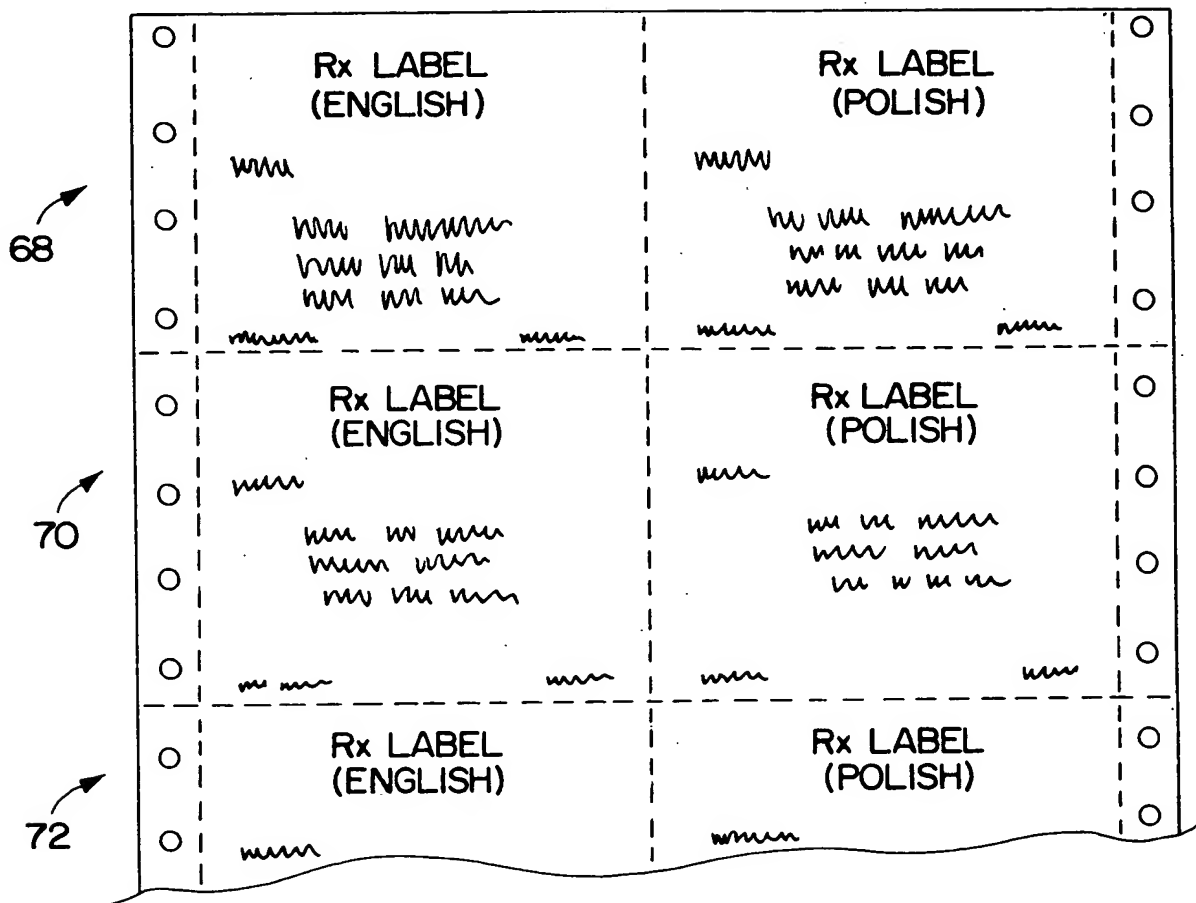 Rx LABEL
(ENGLISH)
Rx LABEL
(POLISH)
68
Rx LABEL
(ENGLISH)
Rx LABEL
(POLISH)
70
Rx LABEL
(ENGLISH)
Rx LABEL
(POLISH)
72